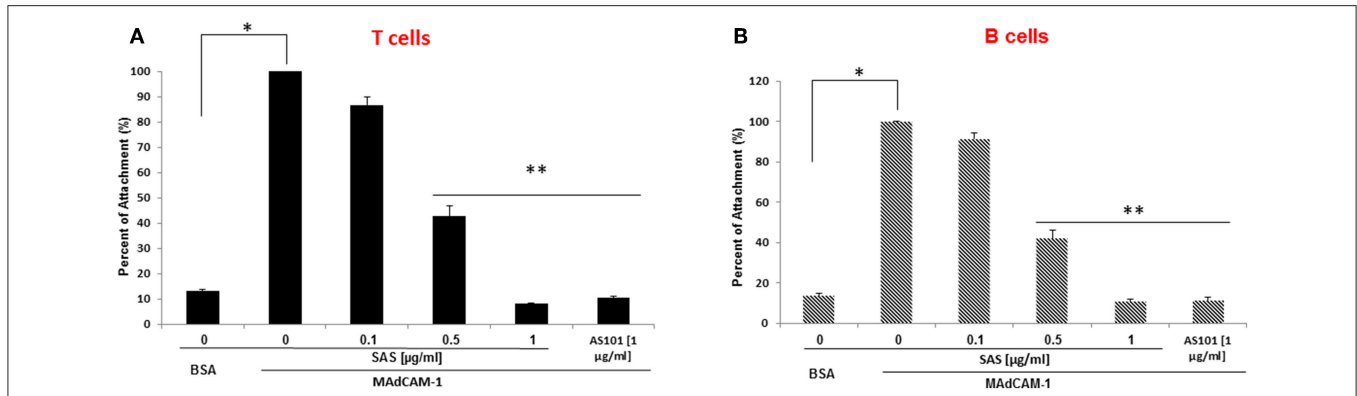 A
T cells
*
**
Percent of Attachment (%)
100
90
80
70
60
50
40
30
20
10
0
0 0 0.1 0.5 1 AS101 [1
µg/ml]
SAS [µg/ml]
BSA
MAdCAM-1
B
B cells
*
**
Percent of Attachment (%)
120
100
80
60
40
20
0
0 0 0.1 0.5 1 AS101 [1
µg/ml]
SAS [µg/ml]
BSA
MAdCAM-1